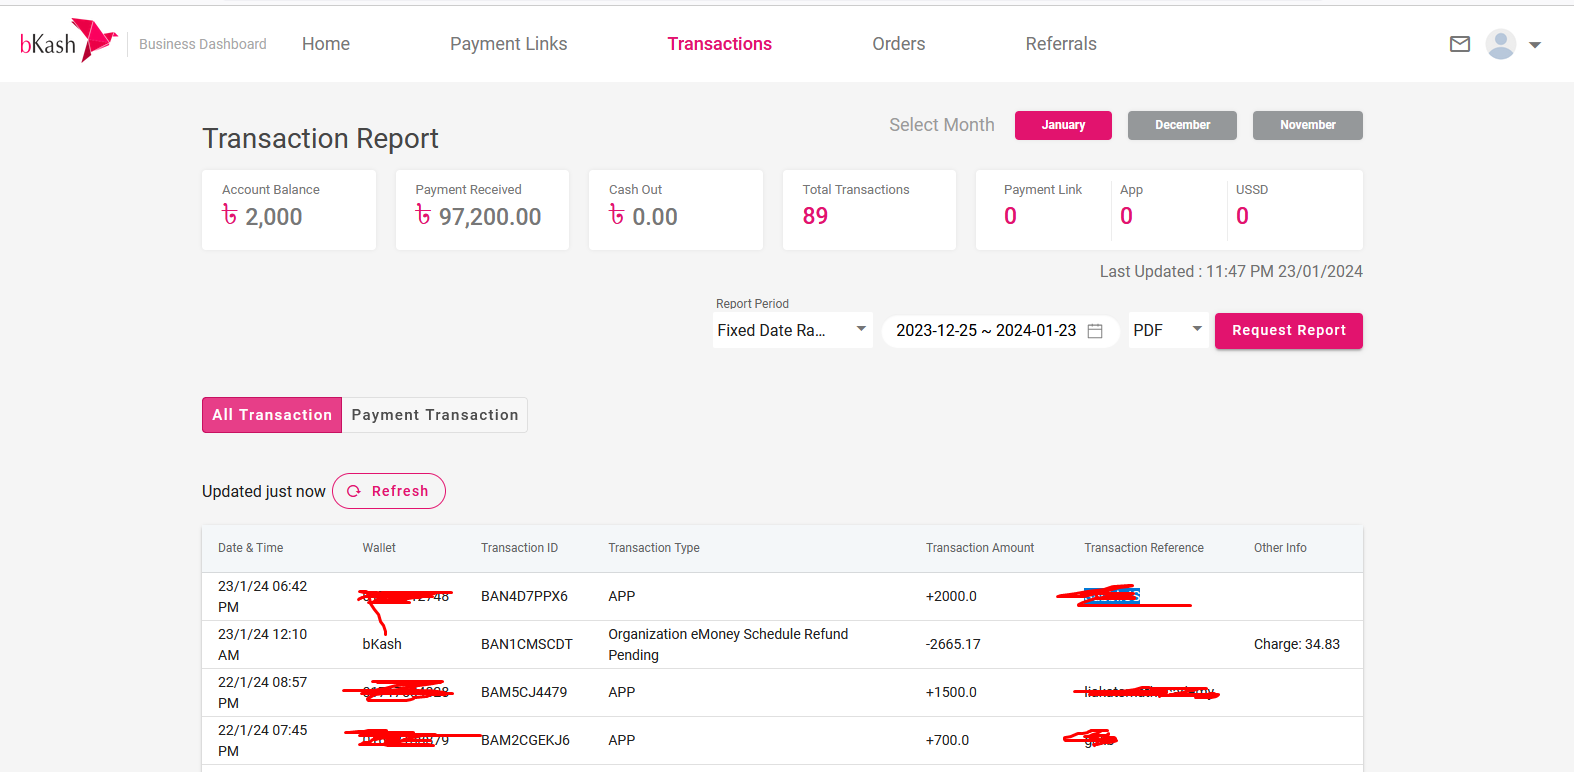 bKash Business Dashboard Home Payment Links Transactions Orders Referrals
Transaction Report
Select Month January December November
Account Balance Payment Received Cash Out Total Transactions Payment Link App USSD
৳ 2,000 ৳ 97,200.00 ৳ 0.00 89 0 0 0
Last Updated : 11:47 PM 23/01/2024
Report Period
Fixed Date Ra... 2023-12-25 ~ 2024-01-23 PDF Request Report
All Transaction Payment Transaction
Updated just now Refresh
Date & Time Wallet Transaction ID Transaction Type Transaction Amount Transaction Reference Other Info
23/1/24 06:42 PM BAN4D7PPX6 APP +2000.0
23/1/24 12:10 AM bKash BAN1CMSCDT Organization eMoney Schedule Refund Pending -2665.17 Charge: 34.83
22/1/24 08:57 PM BAM5CJ4479 APP +1500.0
22/1/24 07:45 PM BAM2CGEKJ6 APP +700.0